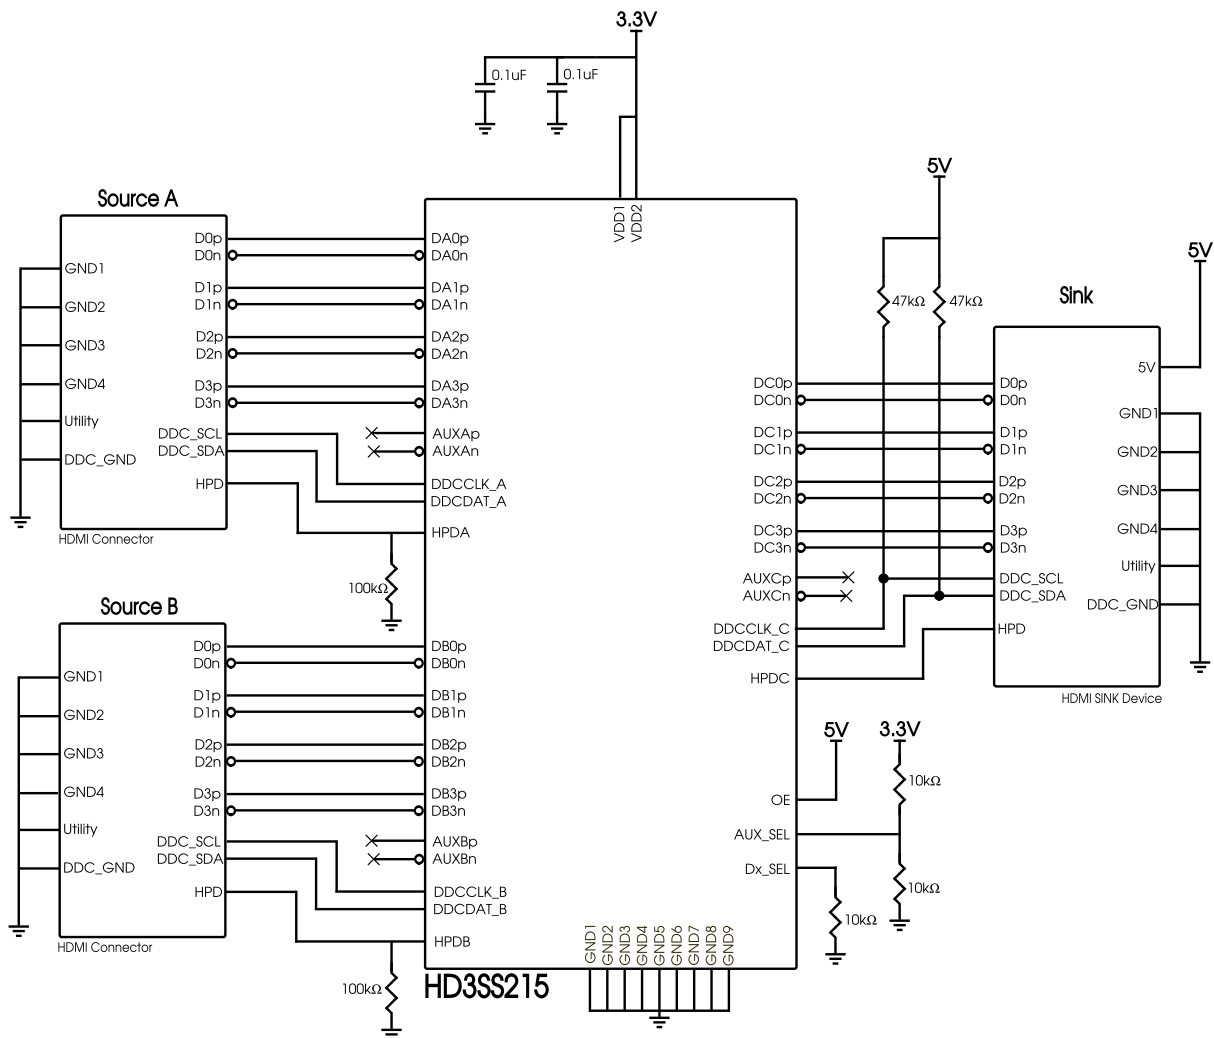 3.3V
0.1uF
0.1uF
VDD1
VDD2
Source A
D0p
D0n
D1p
D1n
D2p
D2n
D3p
D3n
DDC_SCL
DDC_SDA
HPD
GND1
GND2
GND3
GND4
Utility
DDC_GND
HDMI Connector
DA0p
DA0n
DA1p
DA1n
DA2p
DA2n
DA3p
DA3n
AUXAp
AUXAn
DDCCLK_A
DDCDAT_A
HPDA
100kΩ
Source B
D0p
D0n
D1p
D1n
D2p
D2n
D3p
D3n
DDC_SCL
DDC_SDA
HPD
GND1
GND2
GND3
GND4
Utility
DDC_GND
HDMI Connector
DB0p
DB0n
DB1p
DB1n
DB2p
DB2n
DB3p
DB3n
AUXBp
AUXBn
DDCCLK_B
DDCDAT_B
HPDB
100kΩ
HD3SS215
GND1
GND2
GND3
GND4
GND5
GND6
GND7
GND8
GND9
DC0p
DC0n
DC1p
DC1n
DC2p
DC2n
DC3p
DC3n
AUXCp
AUXCn
DDCCLK_C
DDCDAT_C
HPDC
OE
AUX_SEL
Dx_SEL
5V
47kΩ
47kΩ
5V
3.3V
10kΩ
10kΩ
10kΩ
Sink
5V
D0p
D0n
D1p
D1n
D2p
D2n
D3p
D3n
DDC_SCL
DDC_SDA
HPD
5V
GND1
GND2
GND3
GND4
Utility
DDC_GND
HDMI SINK Device